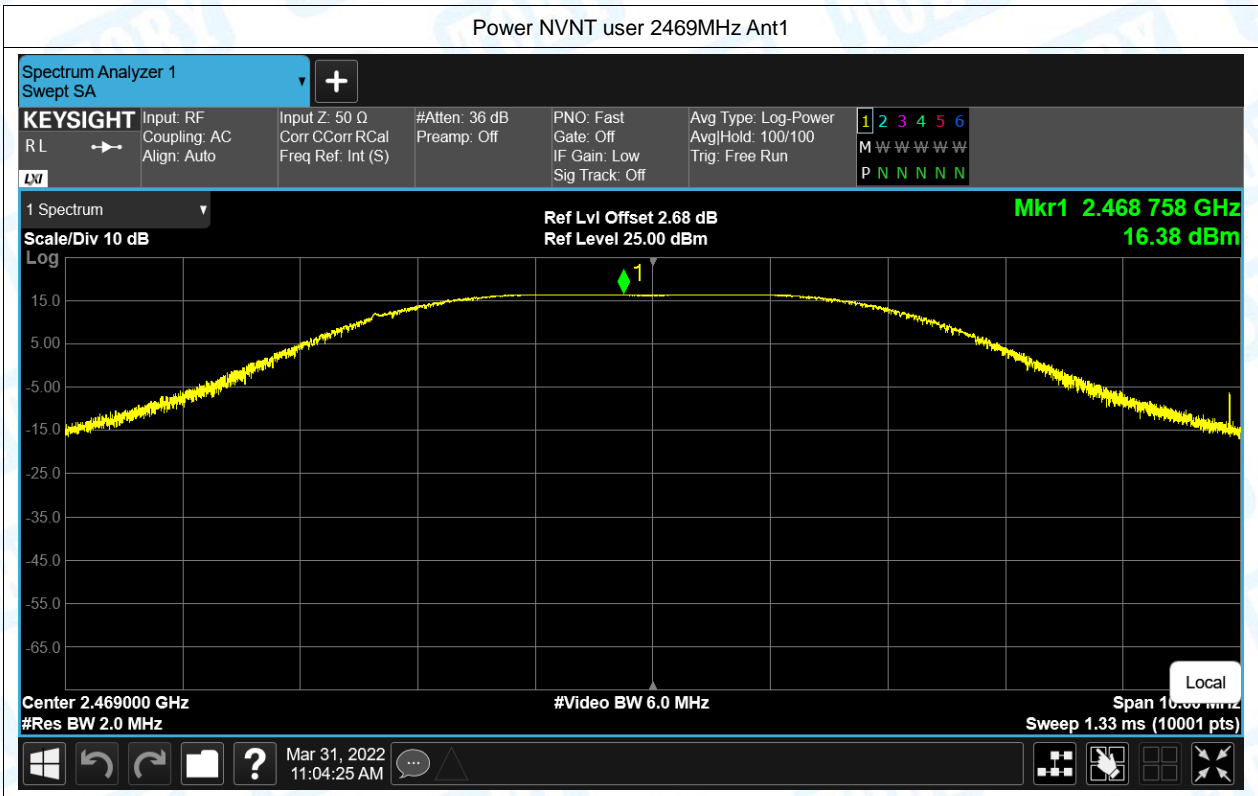 Power NVNT user 2469MHz Ant1
Spectrum Analyzer 1
Swept SA
KEYSIGHT
R L
LXI
Input: RF
Coupling: AC
Align: Auto
Input Z: 50 Ω
Corr CCorr RCal
Freq Ref: Int (S)
#Atten: 36 dB
Preamp: Off
PNO: Fast
Gate: Off
IF Gain: Low
Sig Track: Off
Avg Type: Log-Power
Avg|Hold: 100/100
Trig: Free Run
1 2 3 4 5 6
M W W W W W
P N N N N N
1 Spectrum
Scale/Div 10 dB
Ref Lvl Offset 2.68 dB
Ref Level 25.00 dBm
Mkr1 2.468 758 GHz
16.38 dBm
Log
1
15.0
5.00
-5.00
-15.0
-25.0
-35.0
-45.0
-55.0
-65.0
Local
Center 2.469000 GHz
#Video BW 6.0 MHz
Span 10.00 MHz
#Res BW 2.0 MHz
Sweep 1.33 ms (10001 pts)
Mar 31, 2022
11:04:25 AM